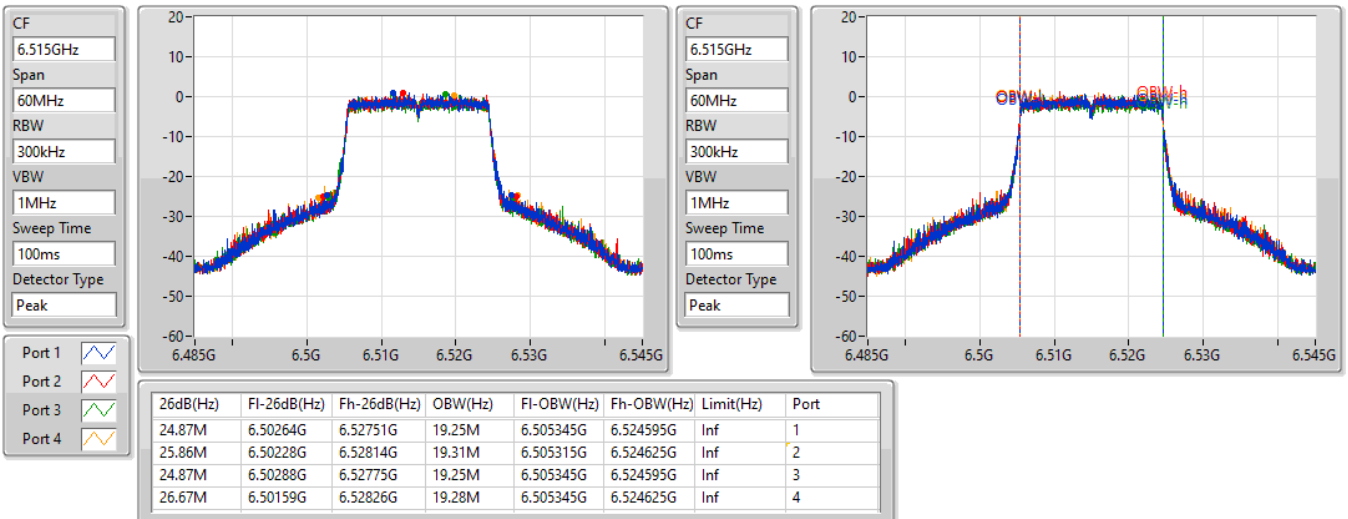 CF
6.515GHz
Span
60MHz
RBW
300kHz
VBW
1MHz
Sweep Time
100ms
Detector Type
Peak
20
10
0
-10
-20
-30
-40
-50
-60
6.485G 6.5G 6.51G 6.52G 6.53G 6.545G
CF
6.515GHz
Span
60MHz
RBW
300kHz
VBW
1MHz
Sweep Time
100ms
Detector Type
Peak
20
10
0
-10
-20
-30
-40
-50
-60
OBW-h
6.485G 6.5G 6.51G 6.52G 6.53G 6.545G
Port 1
Port 2
Port 3
Port 4
26dB(Hz) Fl-26dB(Hz) Fh-26dB(Hz) OBW(Hz) Fl-OBW(Hz) Fh-OBW(Hz) Limit(Hz) Port
24.87M 6.50264G 6.52751G 19.25M 6.505345G 6.524595G Inf 1
25.86M 6.50228G 6.52814G 19.31M 6.505315G 6.524625G Inf 2
24.87M 6.50288G 6.52775G 19.25M 6.505345G 6.524595G Inf 3
26.67M 6.50159G 6.52826G 19.28M 6.505345G 6.524625G Inf 4